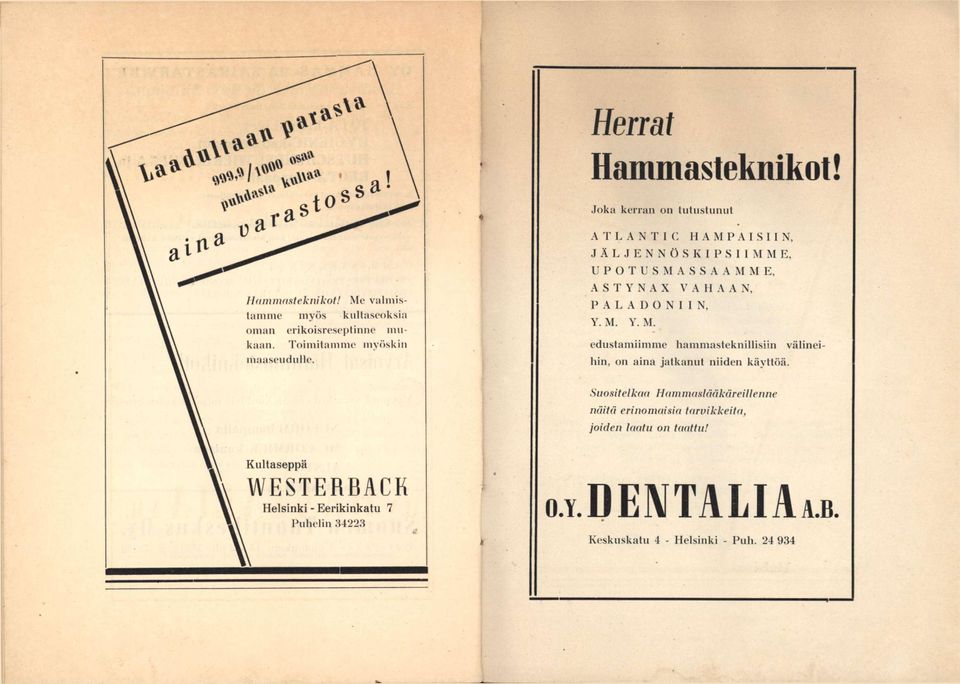 Laadultaan parasta
999,9/1000 osaa
puhdasta kultaa
aina varastossa!
Hammasteknikot! Me valmis-
tamme myös kultaseoksia
oman erikoisreseptinne mu-
kaan. Toimitamme myöskin
maaseudulle.
Kultaseppä
WESTERBACK
Helsinki - Eerikinkatu 7
Puhelin 34223
Herrat
Hammasteknikot!
Joka kerran on tutustunut
ATLANTIC HAMPAISIIN,
JÄLJENNÖSKIPSIIMME,
UPOTUSMASSAAMME,
ASTYNAX VAHAAN,
PALADONIIN,
Y. M. Y. M.
edustamiimme hammasteknillisiin välinei-
hin, on aina jatkanut niiden käyttöä.
Suositelkaa Hammaslääkäreillenne
näitä erinomaisia tarvikkeita,
joiden laatu on taattu!
O.Y. DENTALIA A.B.
Keskuskatu 4 - Helsinki - Puh. 24 934